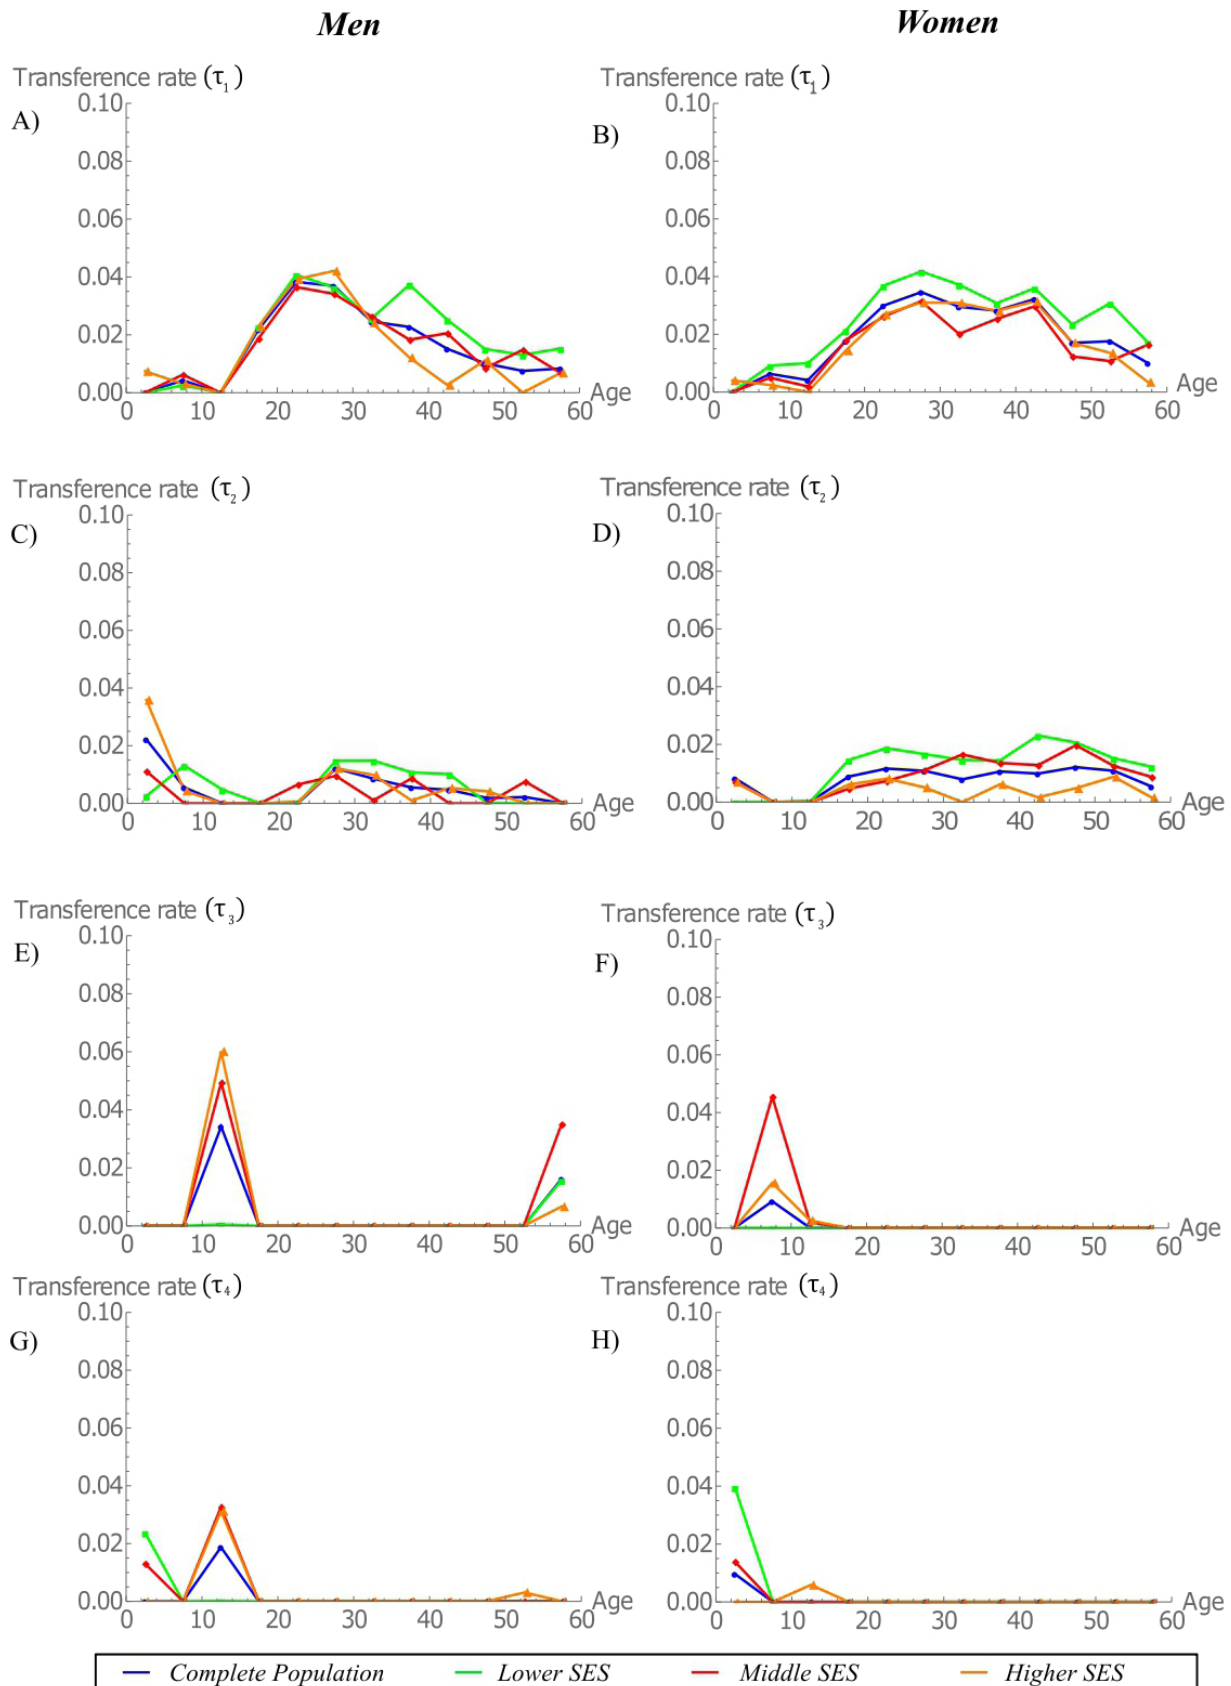 Men
Women
Transference rate (τ1)
Transference rate (τ1)
A)
B)
0.10
0.08
0.06
0.04
0.02
0.00
0 10 20 30 40 50 60
Age
0.10
0.08
0.06
0.04
0.02
0.00
0 10 20 30 40 50 60
Age
Transference rate (τ2)
Transference rate (τ2)
C)
D)
0.10
0.08
0.06
0.04
0.02
0.00
0 10 20 30 40 50 60
Age
0.10
0.08
0.06
0.04
0.02
0.00
0 10 20 30 40 50 60
Age
Transference rate (τ3)
Transference rate (τ3)
E)
F)
0.10
0.08
0.06
0.04
0.02
0.00
0 10 20 30 40 50 60
Age
0.10
0.08
0.06
0.04
0.02
0.00
0 10 20 30 40 50 60
Age
Transference rate (τ4)
Transference rate (τ4)
G)
H)
0.10
0.08
0.06
0.04
0.02
0.00
0 10 20 30 40 50 60
Age
0.10
0.08
0.06
0.04
0.02
0.00
0 10 20 30 40 50 60
Age
Complete Population Lower SES Middle SES Higher SES